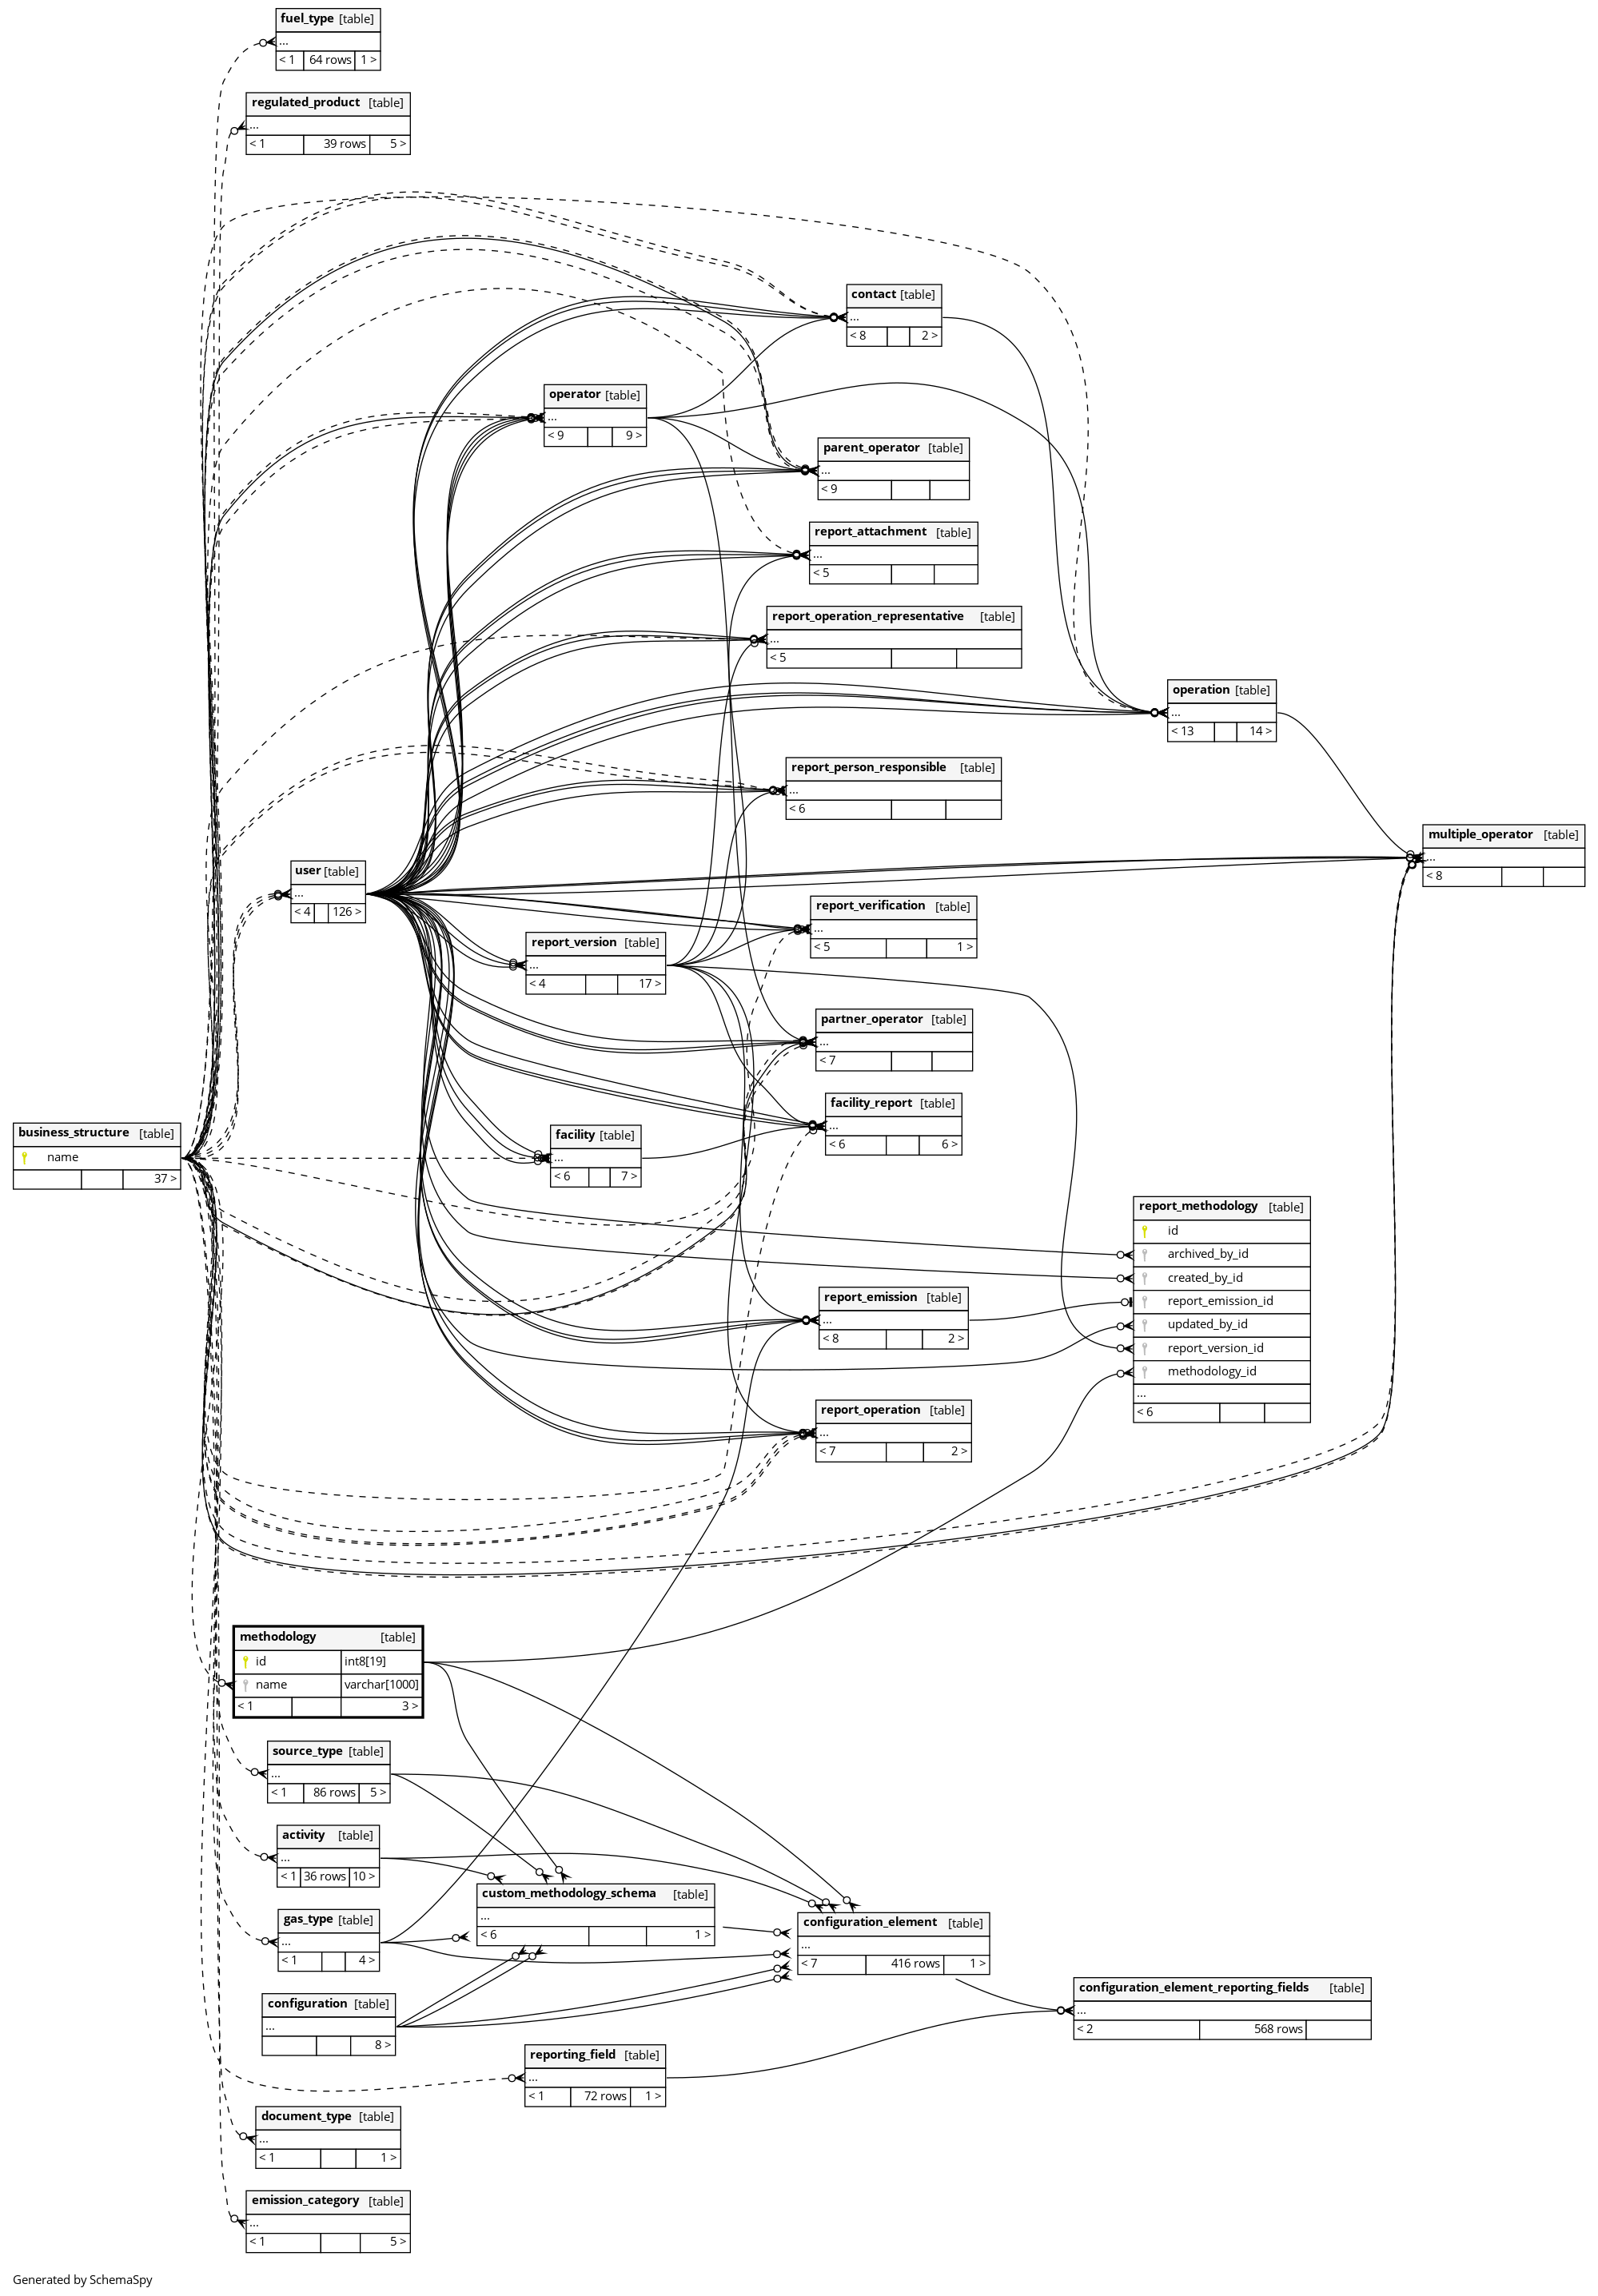 fuel_type [table]
...
< 1 64 rows 1 >
regulated_product [table]
...
< 1 39 rows 5 >
contact [table]
...
< 8 2 >
operator [table]
...
< 9 9 >
parent_operator [table]
...
< 9
report_attachment [table]
...
< 5
report_operation_representative [table]
...
< 5
operation [table]
...
< 13 14 >
report_person_responsible [table]
...
< 6
multiple_operator [table]
...
< 8
user [table]
...
< 4 126 >
report_verification [table]
...
< 5 1 >
report_version [table]
...
< 4 17 >
partner_operator [table]
...
< 7
facility_report [table]
...
< 6 6 >
business_structure [table]
name
37 >
facility [table]
...
< 6 7 >
report_methodology [table]
id
archived_by_id
created_by_id
report_emission_id
updated_by_id
report_version_id
methodology_id
...
< 6
report_emission [table]
...
< 8 2 >
report_operation [table]
...
< 7 2 >
methodology [table]
id int8[19]
name varchar[1000]
< 1 3 >
source_type [table]
...
< 1 86 rows 5 >
activity [table]
...
< 1 36 rows 10 >
custom_methodology_schema [table]
...
< 6 1 >
gas_type [table]
...
< 1 4 >
configuration_element [table]
...
< 7 416 rows 1 >
configuration [table]
...
8 >
configuration_element_reporting_fields [table]
...
< 2 568 rows
reporting_field [table]
...
< 1 72 rows 1 >
document_type [table]
...
< 1 1 >
emission_category [table]
...
< 1 5 >
Generated by SchemaSpy